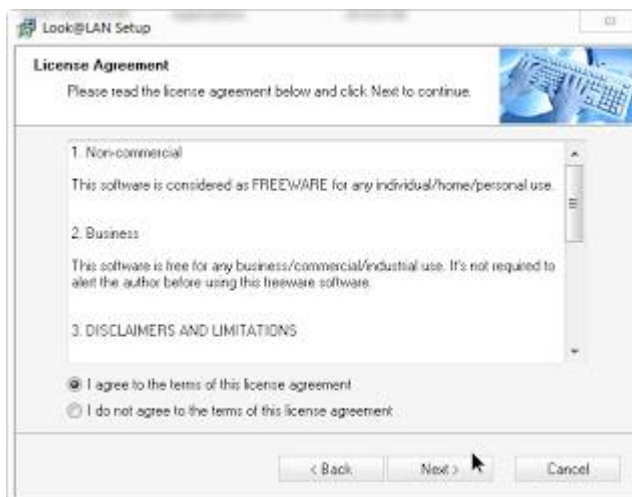 Look@LAN Setup
License Agreement
Please read the license agreement below and click Next to continue.
1. Non-commercial
This software is considered as FREEWARE for any individual/home/personal use.
2. Business
This software is free for any business/commercial/industrial use. It's not required to
alert the author before using this freeware software.
3. DISCLAIMERS AND LIMITATIONS
I agree to the terms of this license agreement
I do not agree to the terms of this license agreement
< Back
Next >
Cancel